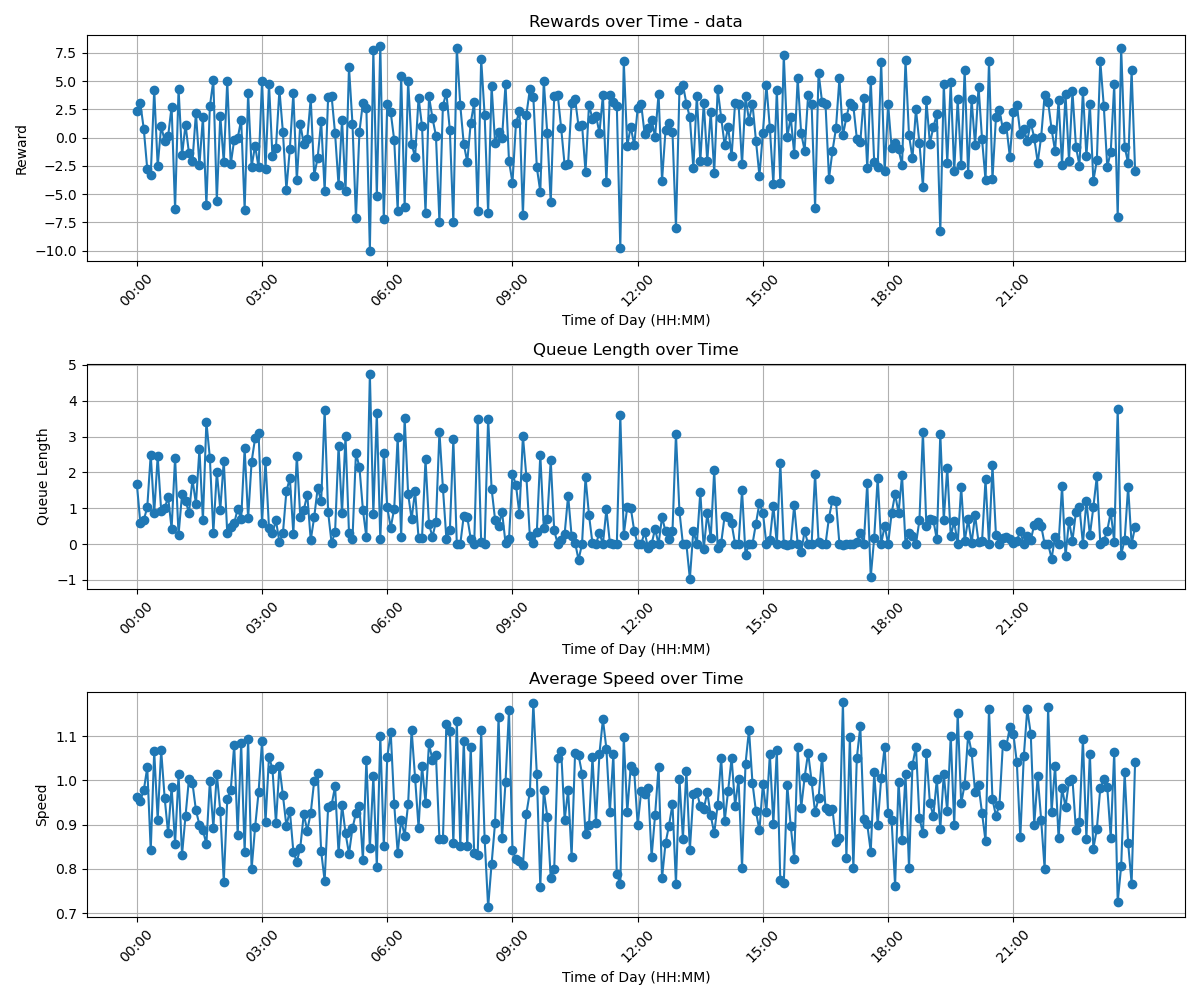 Rewards over Time - data
Reward
7.5
5.0
2.5
0.0
−2.5
−5.0
−7.5
−10.0
00:00 03:00 06:00 09:00 12:00 15:00 18:00 21:00
Time of Day (HH:MM)
Queue Length over Time
Queue Length
5
4
3
2
1
0
−1
00:00 03:00 06:00 09:00 12:00 15:00 18:00 21:00
Time of Day (HH:MM)
Average Speed over Time
Speed
1.1
1.0
0.9
0.8
0.7
00:00 03:00 06:00 09:00 12:00 15:00 18:00 21:00
Time of Day (HH:MM)